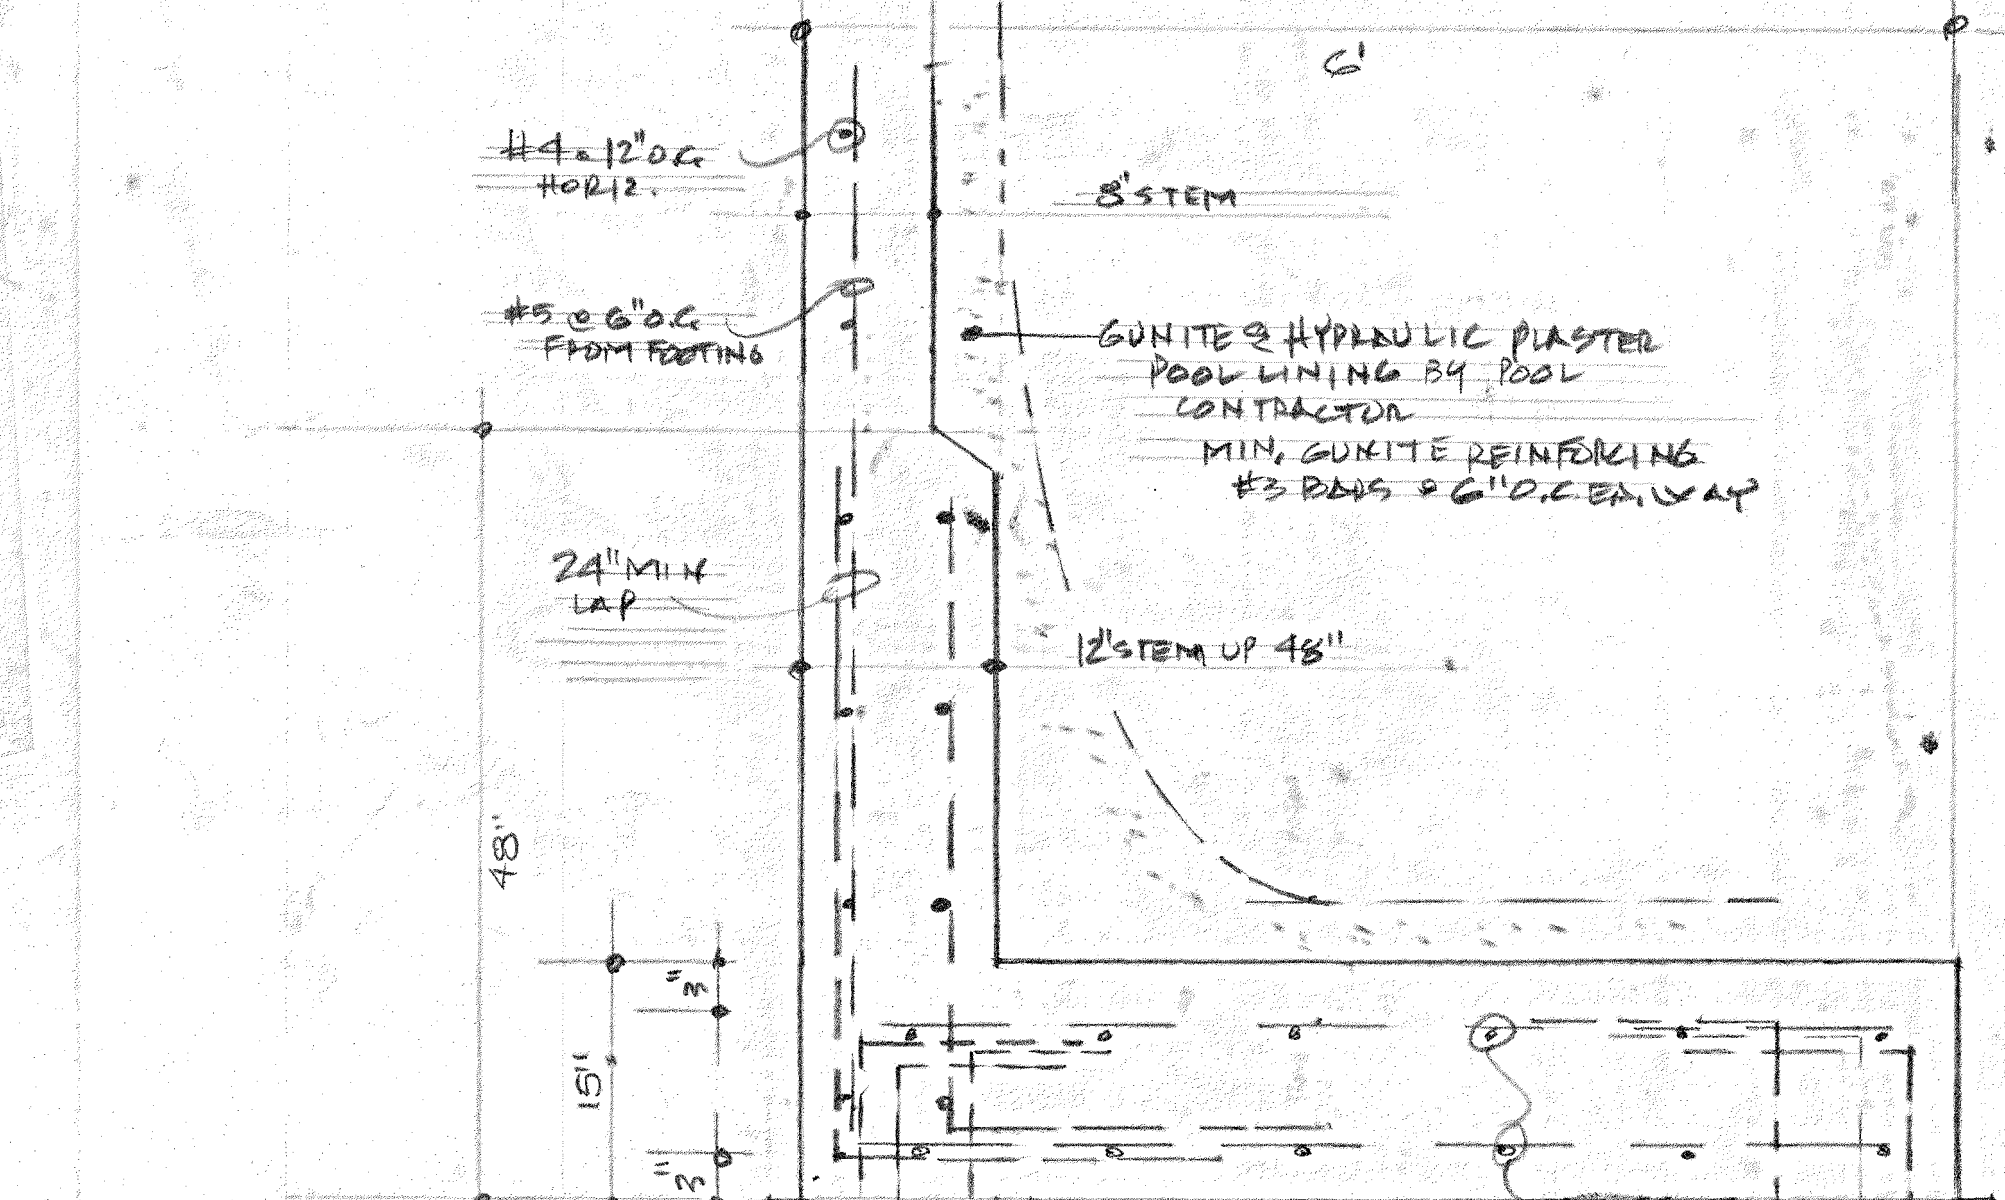 6'
#4 @ 12" O.C.
HORIZ.
8" STEM
#5 @ 6" O.C.
FROM FOOTING
GUNITE & HYDRAULIC PLASTER
POOL LINING BY POOL
CONTRACTOR
MIN. GUNITE REINFORCING
#3 BARS @ 6" O.C. EA. WAY
24" MIN
LAP
12" STEM UP 48"
48"
3"
15"
3"